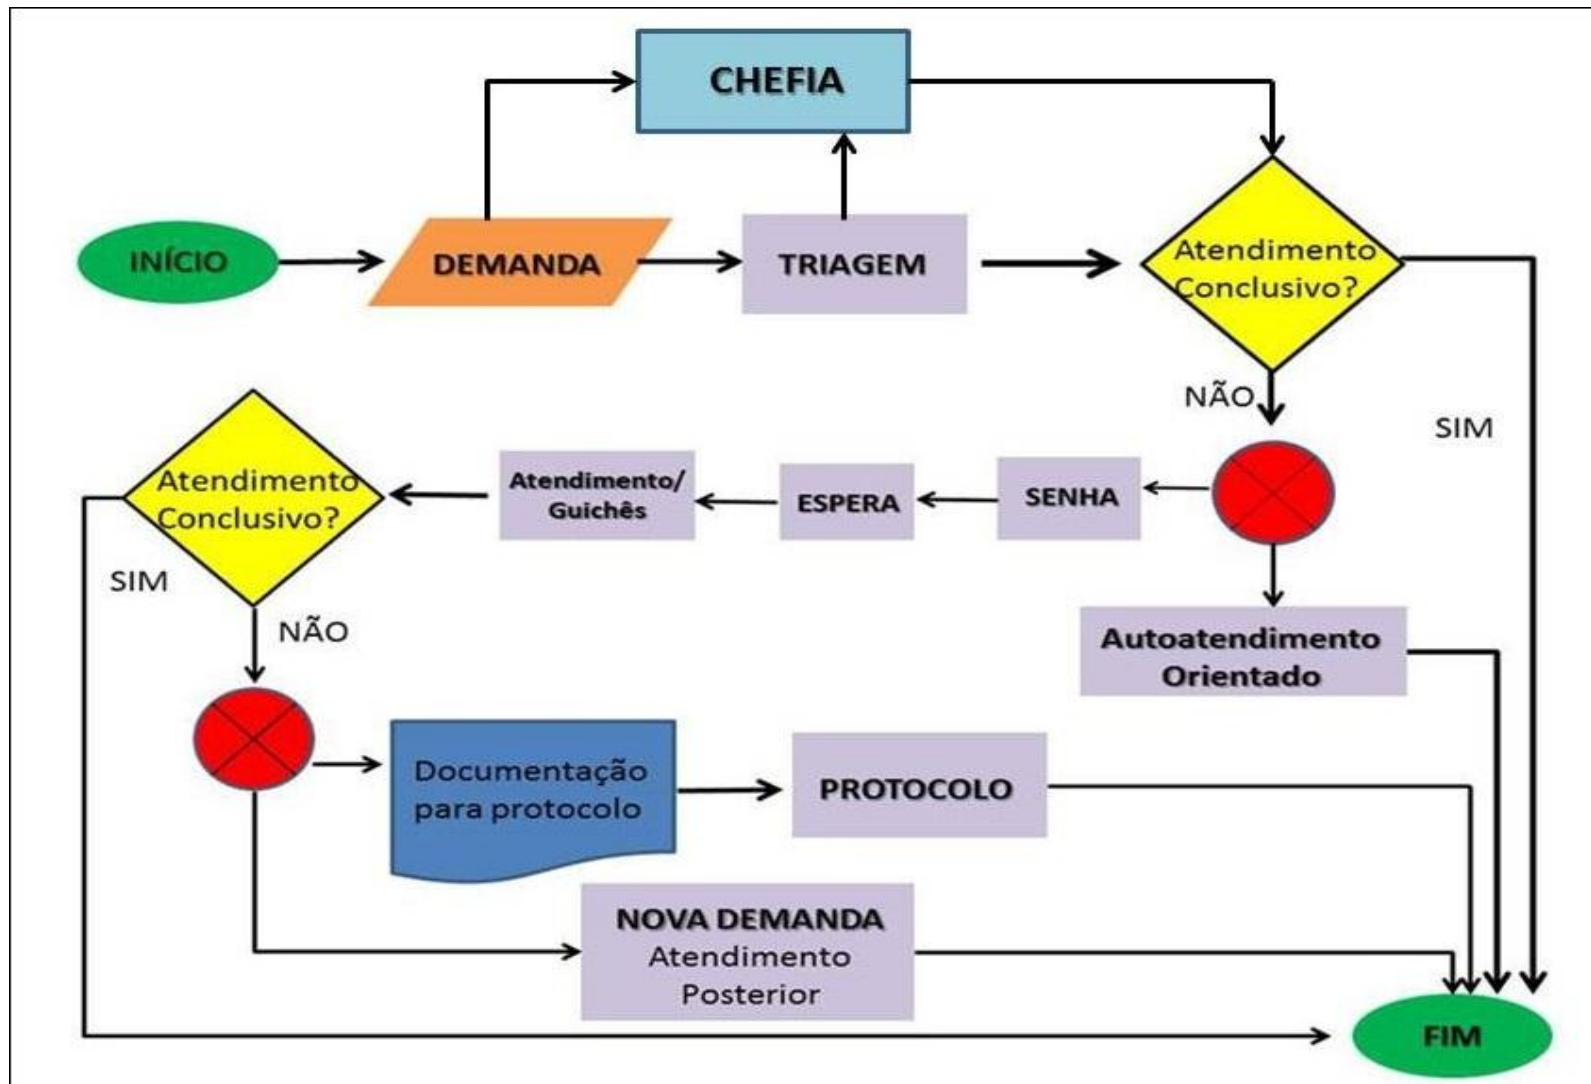 CHEFIA
INÍCIO
DEMANDA
TRIAGEM
Atendimento
Conclusivo?
NÃO
SIM
Atendimento
Conclusivo?
Atendimento/
Guichês
ESPERA
SENHA
SIM
NÃO
Autoatendimento
Orientado
Documentação
para protocolo
PROTOCOLO
NOVA DEMANDA
Atendimento
Posterior
FIM